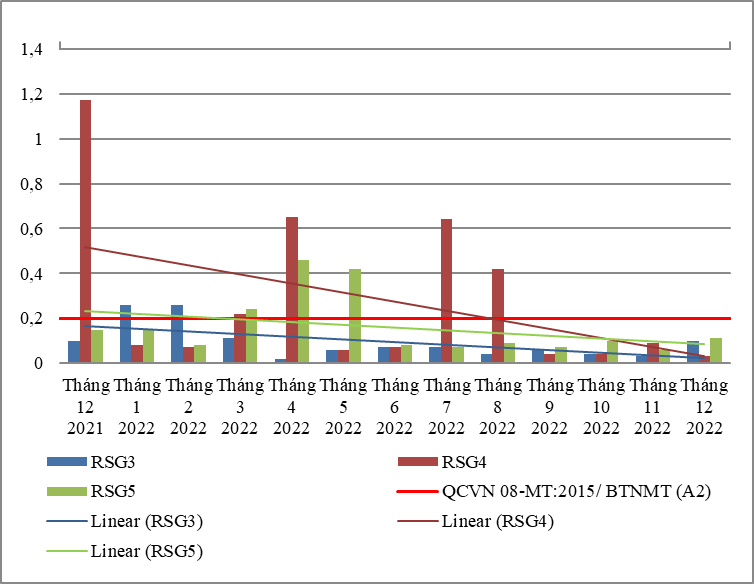 1,4
1,2
1
0,8
0,6
0,4
0,2
0
Tháng 12 2021
Tháng 1 2022
Tháng 2 2022
Tháng 3 2022
Tháng 4 2022
Tháng 5 2022
Tháng 6 2022
Tháng 7 2022
Tháng 8 2022
Tháng 9 2022
Tháng 10 2022
Tháng 11 2022
Tháng 12 2022
RSG3
RSG4
RSG5
QCVN 08-MT:2015/ BTNMT (A2)
Linear (RSG3)
Linear (RSG4)
Linear (RSG5)